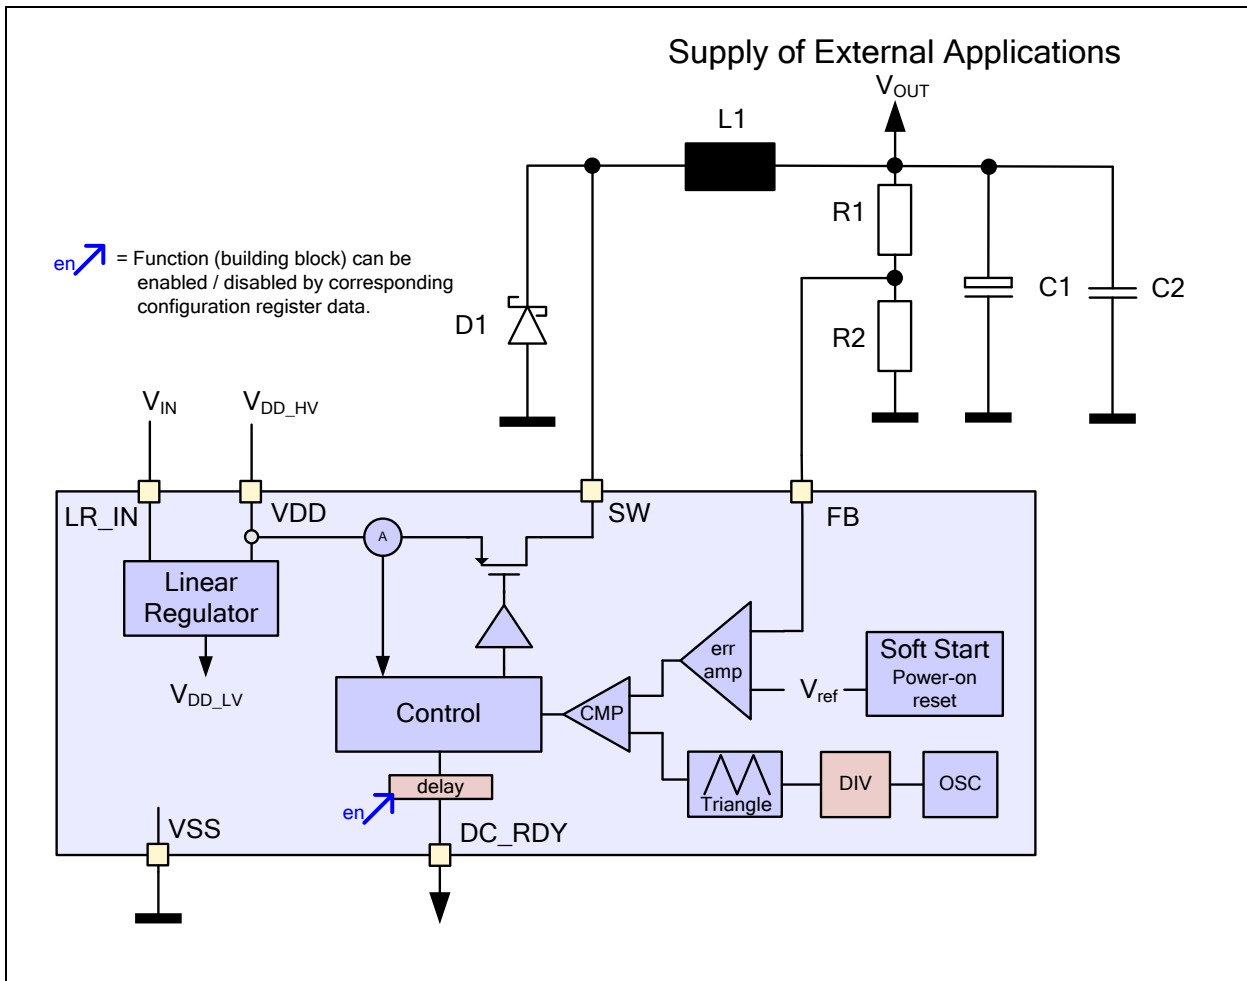 Supply of External Applications
VOUT
L1
R1
en = Function (building block) can be
enabled / disabled by corresponding
configuration register data.
C1
C2
D1
R2
VIN
VDD_HV
LR_IN
VDD
SW
FB
A
Linear
Regulator
err
amp
Soft Start
Power-on
reset
VDD_LV
Vref
Control
CMP
delay
Triangle
DIV
OSC
en
VSS
DC_RDY